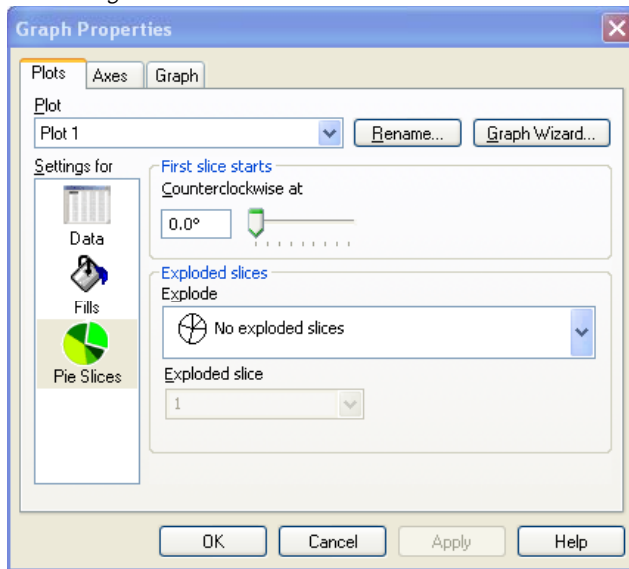 Graph Properties
Plots Axes Graph
Plot
Plot 1 Rename... Graph Wizard...
Settings for
First slice starts
Counterclockwise at
0.0°
Data
Exploded slices
Explode
Fills
No exploded slices
Pie Slices
Exploded slice
1
OK Cancel Apply Help